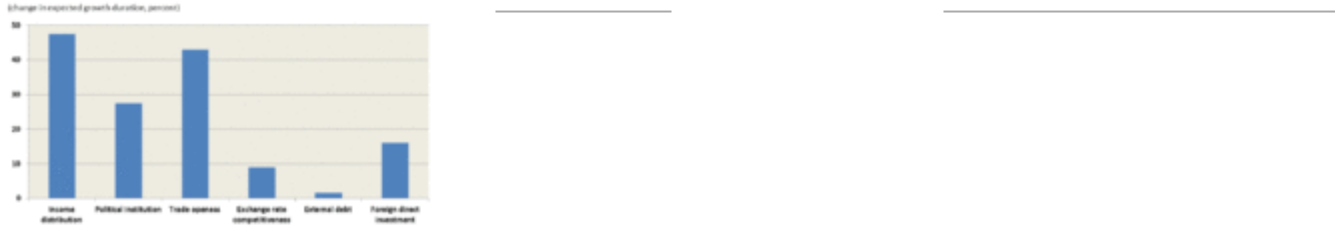 (change in expected growth duration, percent)
50
40
30
20
10
0
Income distribution
Political institution
Trade openess
Exchange rate competitiveness
External debt
Foreign direct investment